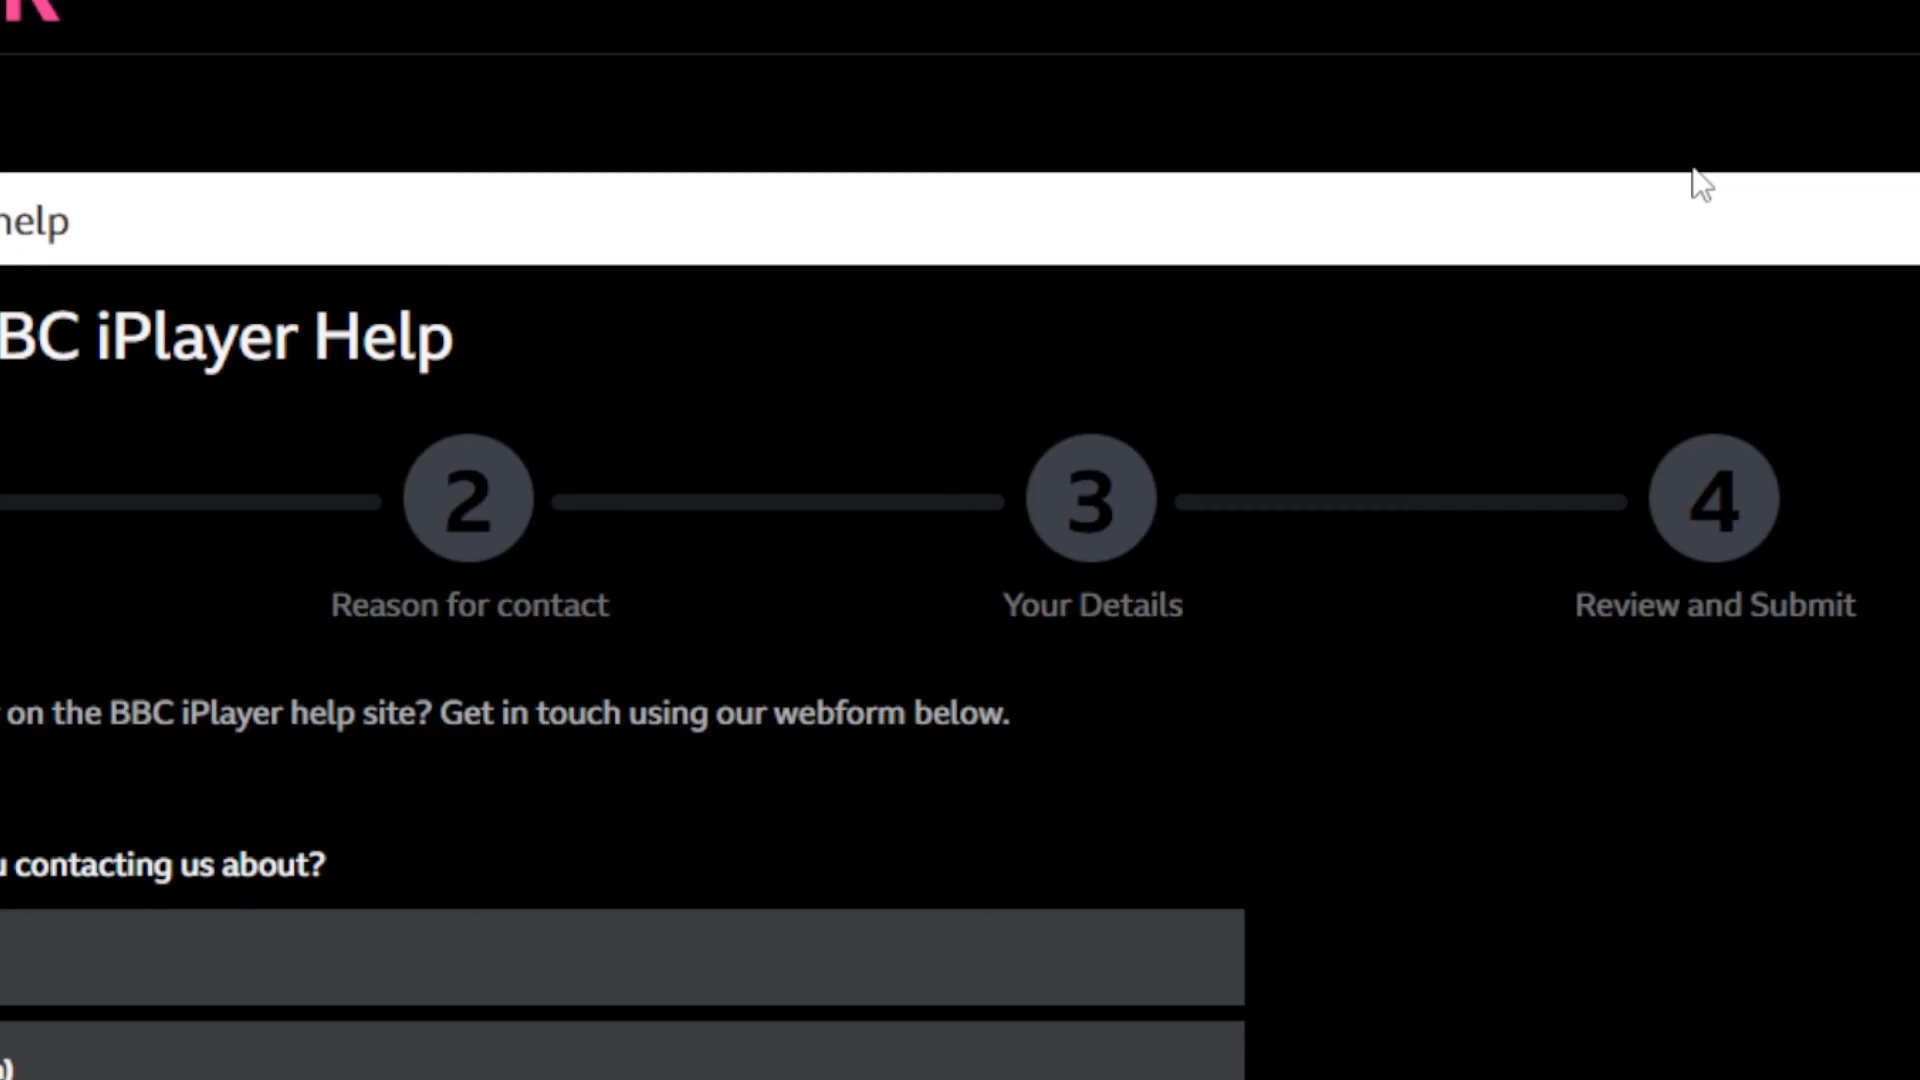 help
BBC iPlayer Help
2
3
4
Reason for contact
Your Details
Review and Submit
on the BBC iPlayer help site? Get in touch using our webform below.
contacting us about?